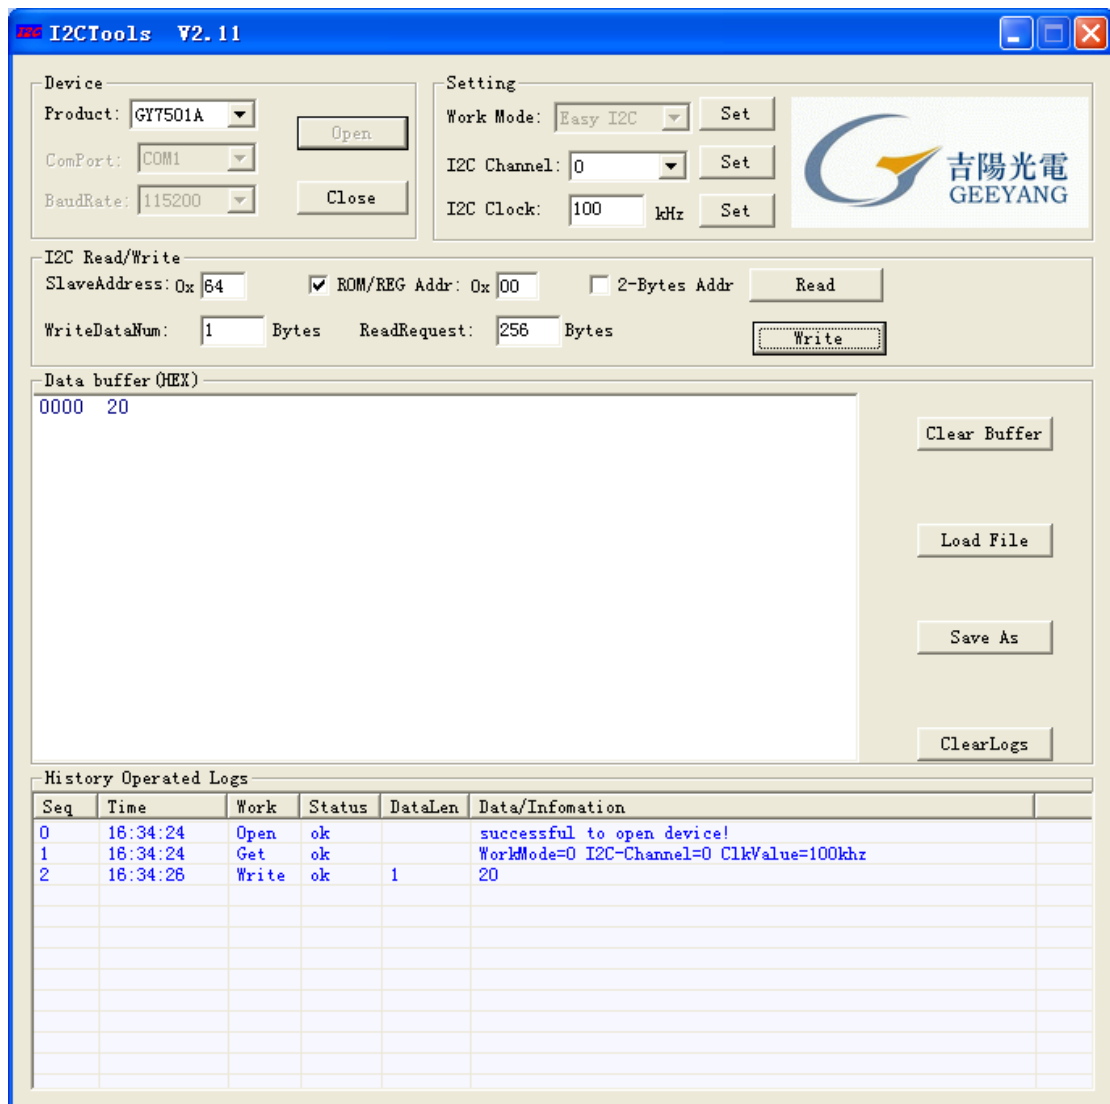 I2C I2CTools V2.11
Device
Product: GY7501A
Open
ComPort: COM1
BaudRate: 115200
Close
Setting
Work Mode: Easy I2C Set
I2C Channel: 0 Set
I2C Clock: 100 kHz Set
吉陽光電
GEEYANG
I2C Read/Write
SlaveAddress: 0x 64 ROM/REG Addr: 0x 00 2-Bytes Addr Read
WriteDataNum: 1 Bytes ReadRequest: 256 Bytes Write
Data buffer(HEX)
0000 20
Clear Buffer
Load File
Save As
ClearLogs
History Operated Logs
Seq Time Work Status DataLen Data/Infomation
0 16:34:24 Open ok successful to open device!
1 16:34:24 Get ok WorkMode=0 I2C-Channel=0 ClkValue=100khz
2 16:34:26 Write ok 1 20